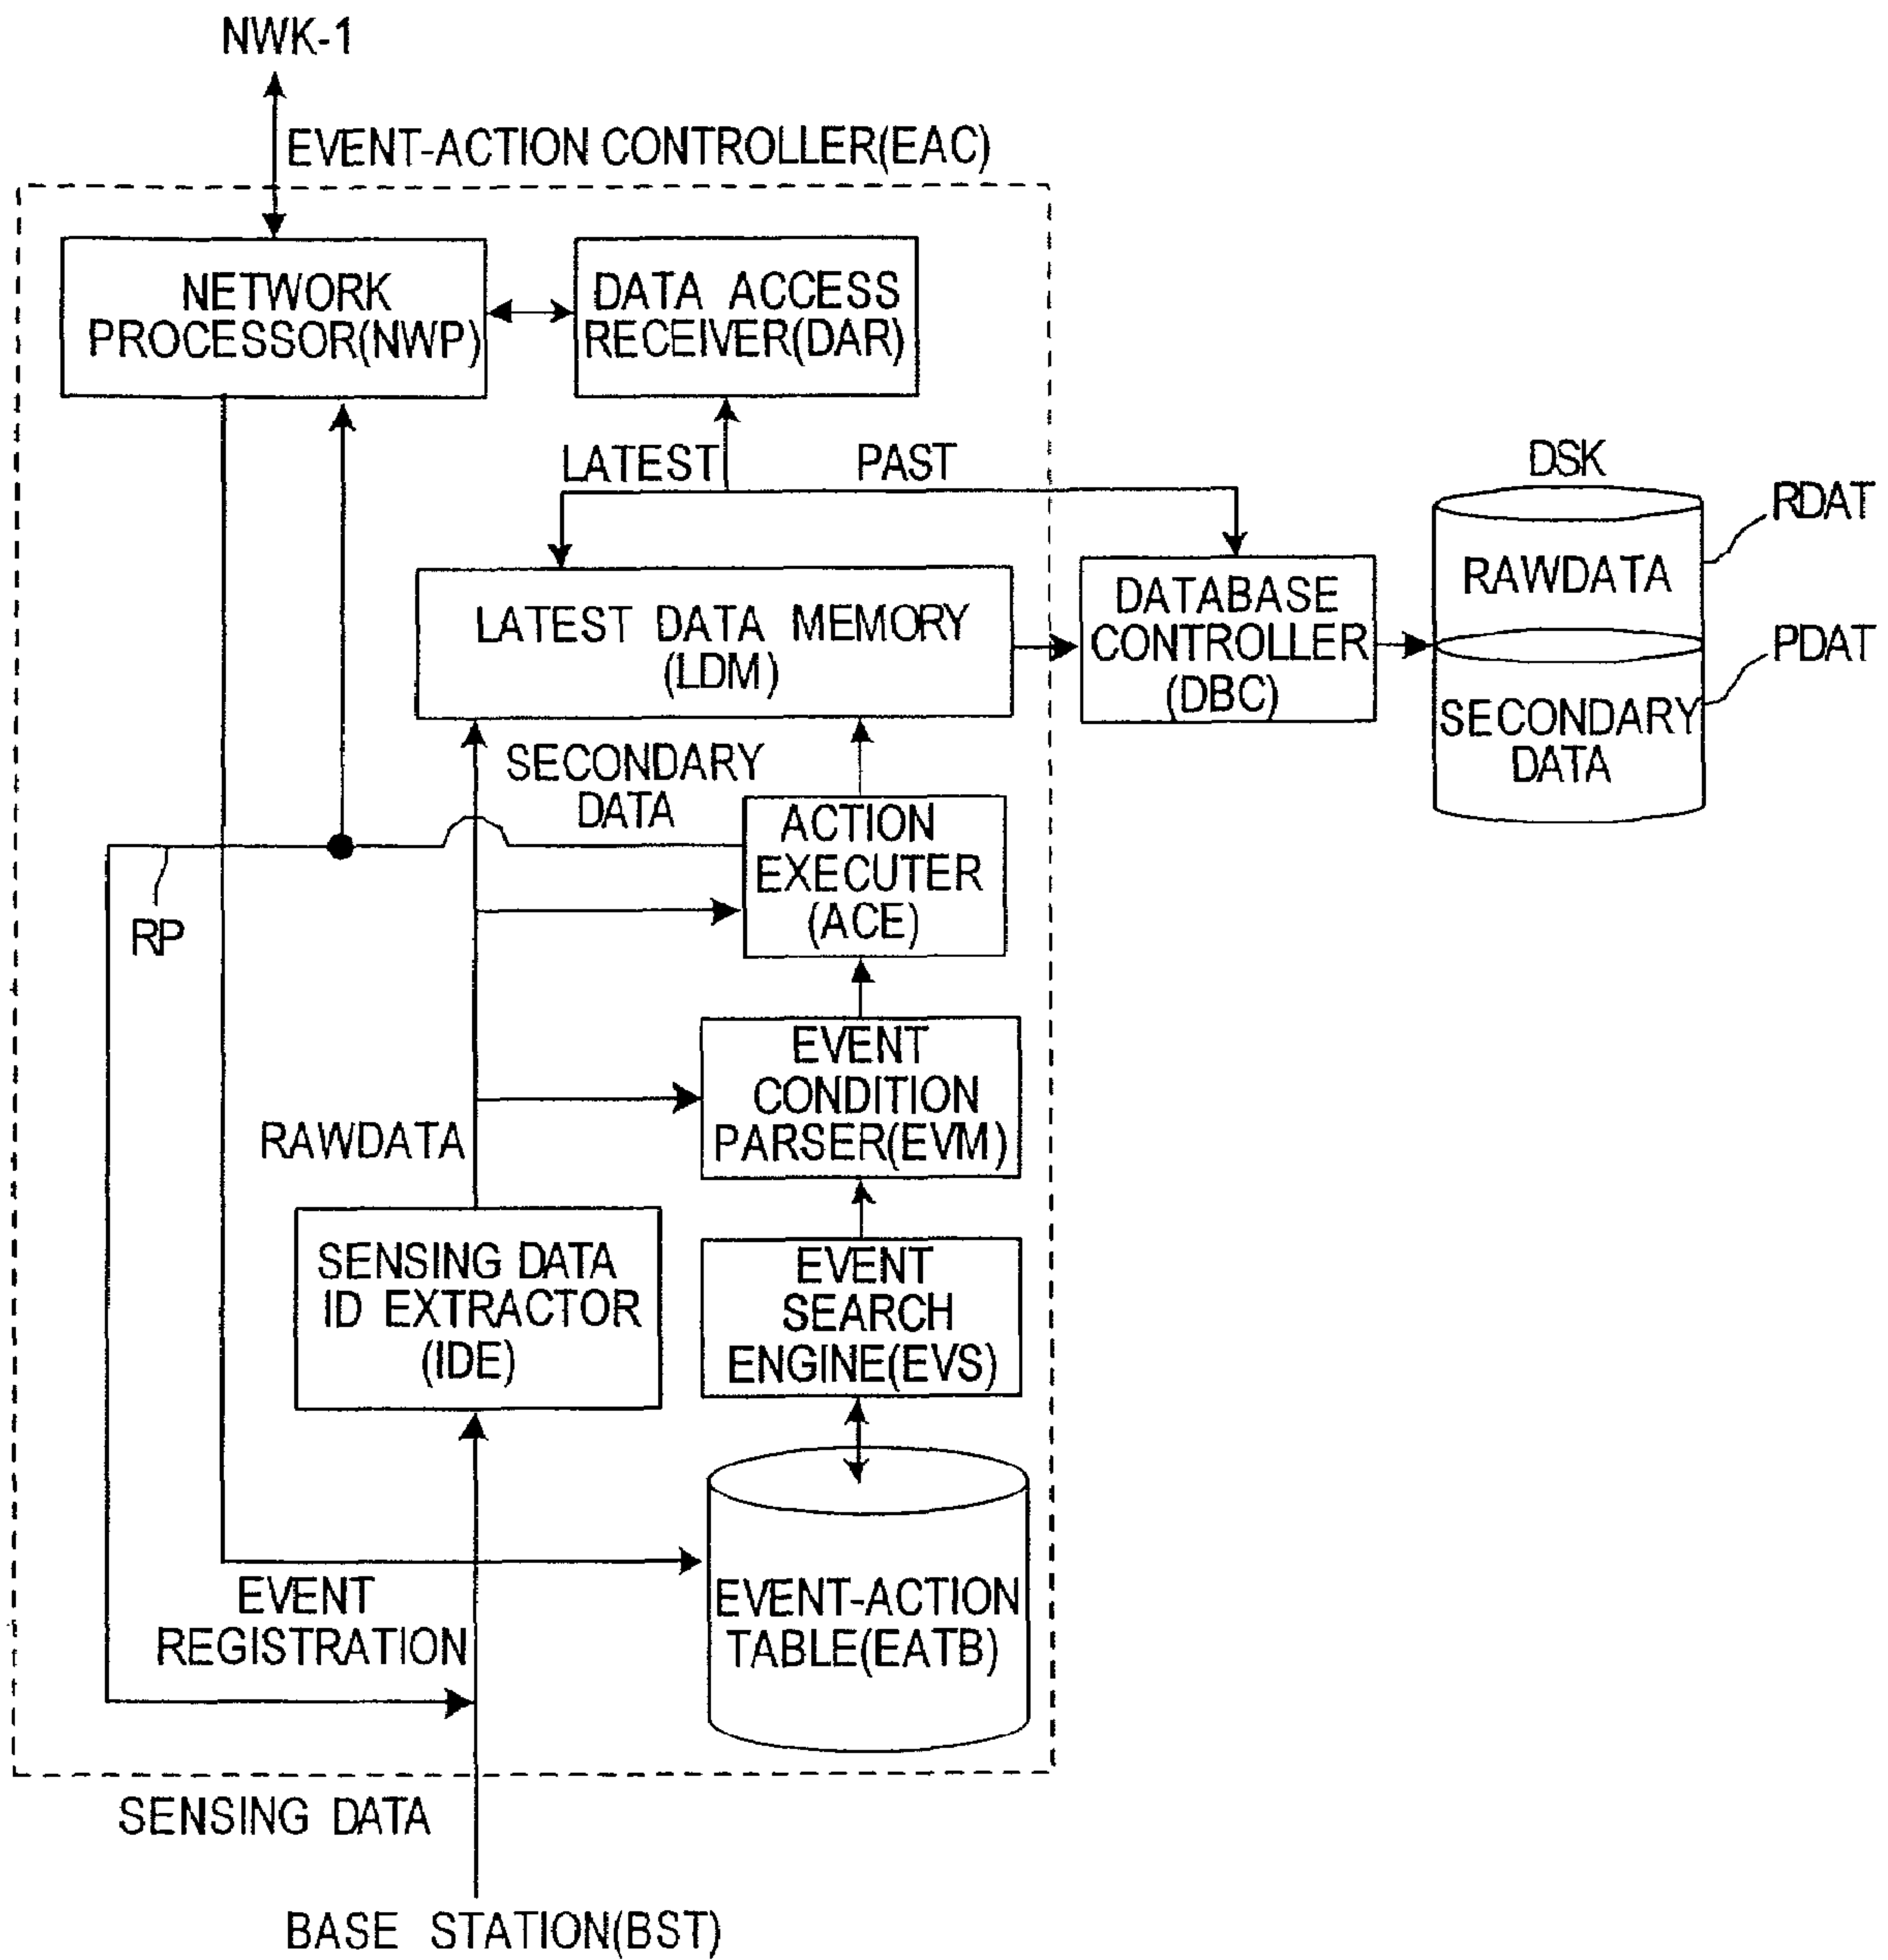 NWK-1
EVENT-ACTION CONTROLLER(EAC)
NETWORK
PROCESSOR(NWP)
DATA ACCESS
RECEIVER(DAR)
LATEST
PAST
DSK
RDAT
RAWDATA
PDAT
SECONDARY
DATA
LATEST DATA MEMORY
(LDM)
DATABASE
CONTROLLER
(DBC)
SECONDARY
DATA
ACTION
EXECUTER
(ACE)
RP
EVENT
CONDITION
PARSER(EVM)
RAWDATA
SENSING DATA
ID EXTRACTOR
(IDE)
EVENT
SEARCH
ENGINE(EVS)
EVENT
REGISTRATION
EVENT-ACTION
TABLE(EATB)
SENSING DATA
BASE STATION(BST)